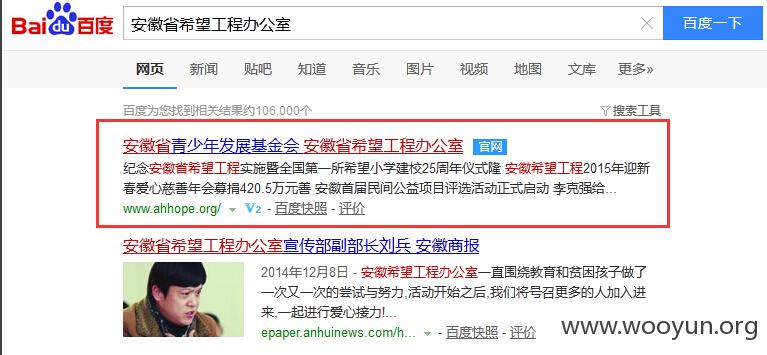 Bai du 百度 安徽省希望工程办公室 百度一下
网页 新闻 贴吧 知道 音乐 图片 视频 地图 文库 更多»
百度为您找到相关结果约106,000个 搜索工具
安徽省青少年发展基金会 安徽省希望工程办公室 官网
纪念安徽省希望工程实施暨全国第一所希望小学建校25周年仪式隆 安徽希望工程2015年迎新
春爱心慈善年会募捐420.5万元善 安徽首届民间公益项目评选活动正式启动 李克强给...
www.ahhope.org/ V2 - 百度快照 - 评价
安徽省希望工程办公室宣传部副部长刘兵 安徽商报
2014年12月8日 - 安徽希望工程办公室一直围绕教育和贫困孩子做了
一次又一次的尝试与努力,活动开始之后,我们将号召更多的人加入进
来,一起进行爱心接力!...
epaper.anhuinews.com/h... - 百度快照 - 评价
www.wooyun.org